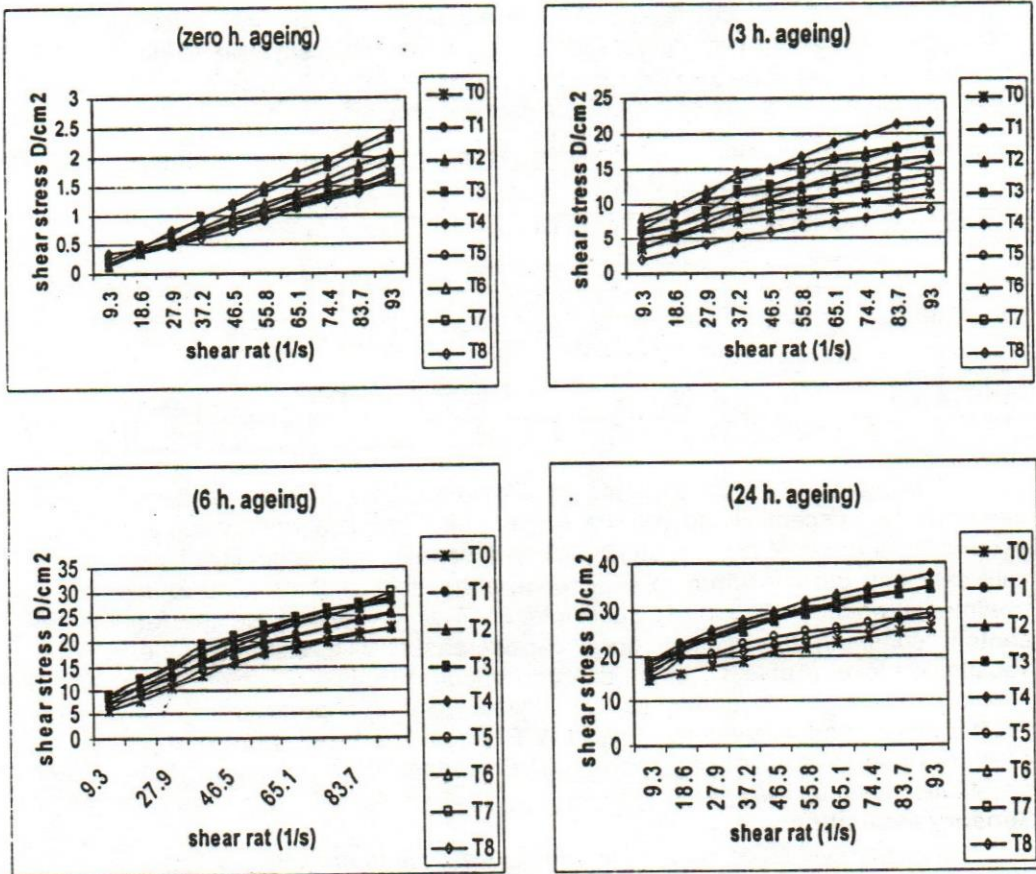 (zero h. ageing)
shear stress D/cm2
3
2.5
2
1.5
1
0.5
0
9.3
18.6
27.9
37.2
46.5
55.8
65.1
74.4
83.7
93
shear rat (1/s)
T0
T1
T2
T3
T4
T5
T6
T7
T8
(3 h. ageing)
shear stress D/cm2
25
20
15
10
5
0
9.3
18.6
27.9
37.2
46.5
55.8
65.1
74.4
83.7
93
shear rat (1/s)
T0
T1
T2
T3
T4
T5
T6
T7
T8
(6 h. ageing)
shear stress D/cm2
35
30
25
20
15
10
5
0
9.3
27.9
46.5
65.1
83.7
shear rat (1/s)
T0
T1
T2
T3
T4
T5
T6
T7
T8
(24 h. ageing)
shear stress D/cm2
40
30
20
10
0
9.3
18.6
27.9
37.2
46.5
55.8
65.1
74.4
83.7
93
shear rat (1/s)
T0
T1
T2
T3
T4
T5
T6
T7
T8